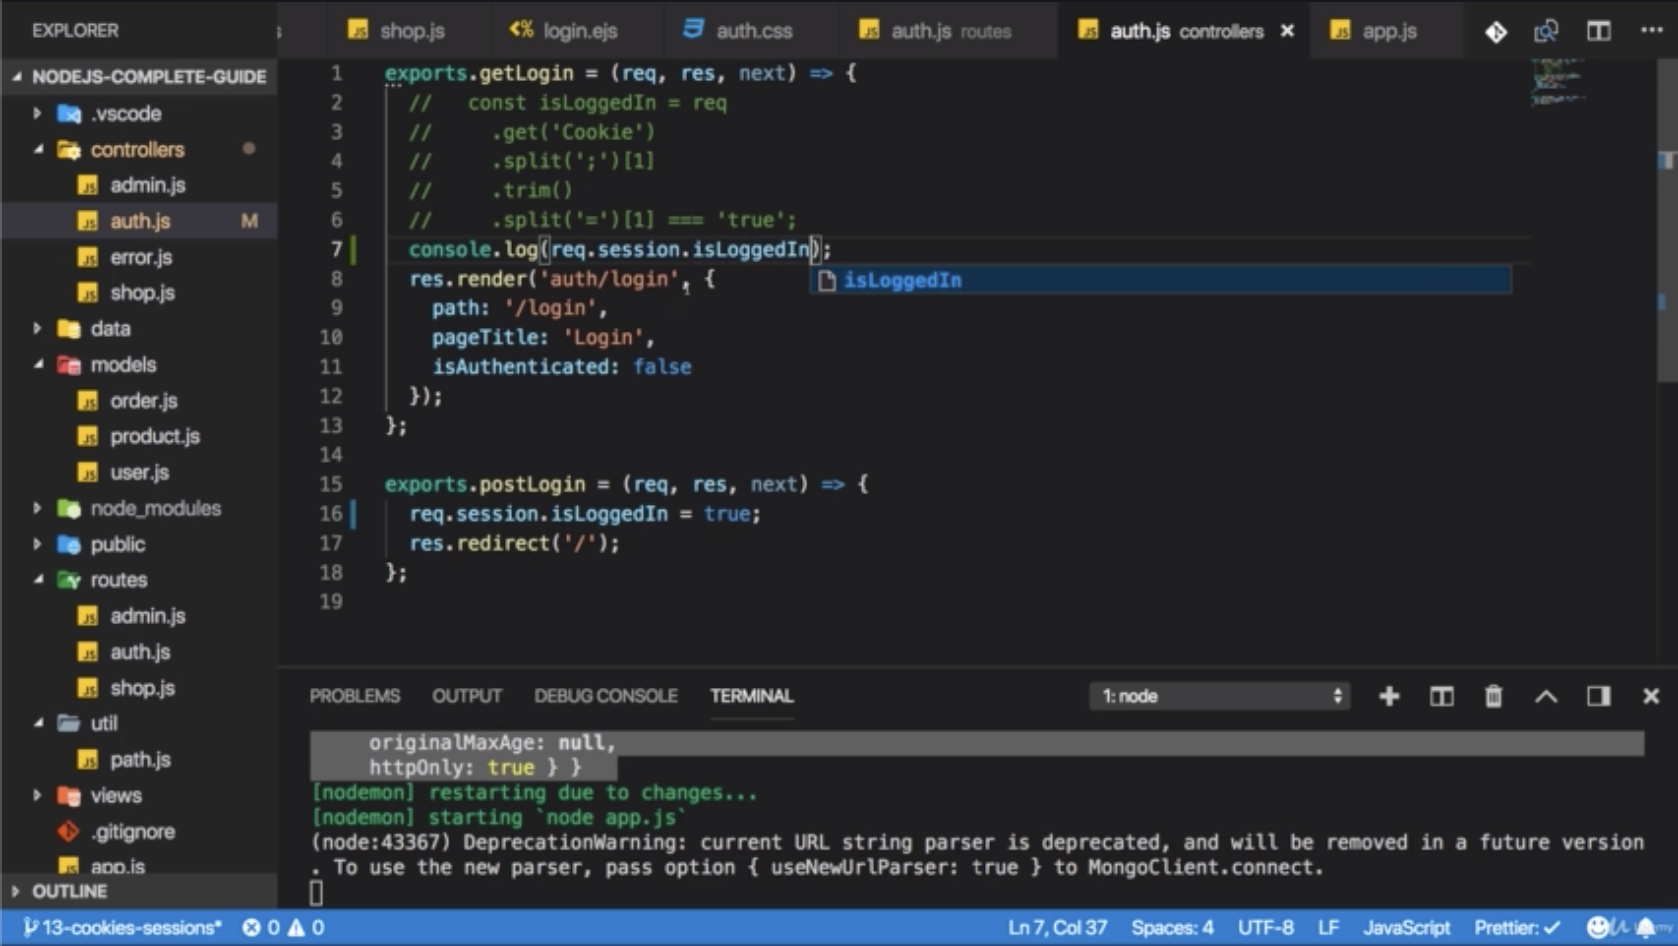 EXPLORER
shop.js
login.ejs
auth.css
auth.js routes
auth.js controllers
app.js
NODEJS-COMPLETE-GUIDE
.vscode
controllers
admin.js
auth.js M
error.js
shop.js
data
models
order.js
product.js
user.js
node_modules
public
routes
admin.js
auth.js
shop.js
util
path.js
views
.gitignore
app.js
OUTLINE
1 exports.getLogin = (req, res, next) => {
2 //   const isLoggedIn = req
3 //     .get('Cookie')
4 //     .split(';')[1]
5 //     .trim()
6 //     .split('=')[1] === 'true';
7 console.log(req.session.isLoggedIn);
8 res.render('auth/login', {
isLoggedIn
9 path: '/login',
10 pageTitle: 'Login',
11 isAuthenticated: false
12 });
13 };
14
15 exports.postLogin = (req, res, next) => {
16 req.session.isLoggedIn = true;
17 res.redirect('/');
18 };
19
PROBLEMS OUTPUT DEBUG CONSOLE TERMINAL 1: node
originalMaxAge: null,
httpOnly: true } }
[nodemon] restarting due to changes...
[nodemon] starting `node app.js`
(node:43367) DeprecationWarning: current URL string parser is deprecated, and will be removed in a future version
. To use the new parser, pass option { useNewUrlParser: true } to MongoClient.connect.
13-cookies-sessions* 0 0 Ln 7, Col 37 Spaces: 4 UTF-8 LF JavaScript Prettier: ✓